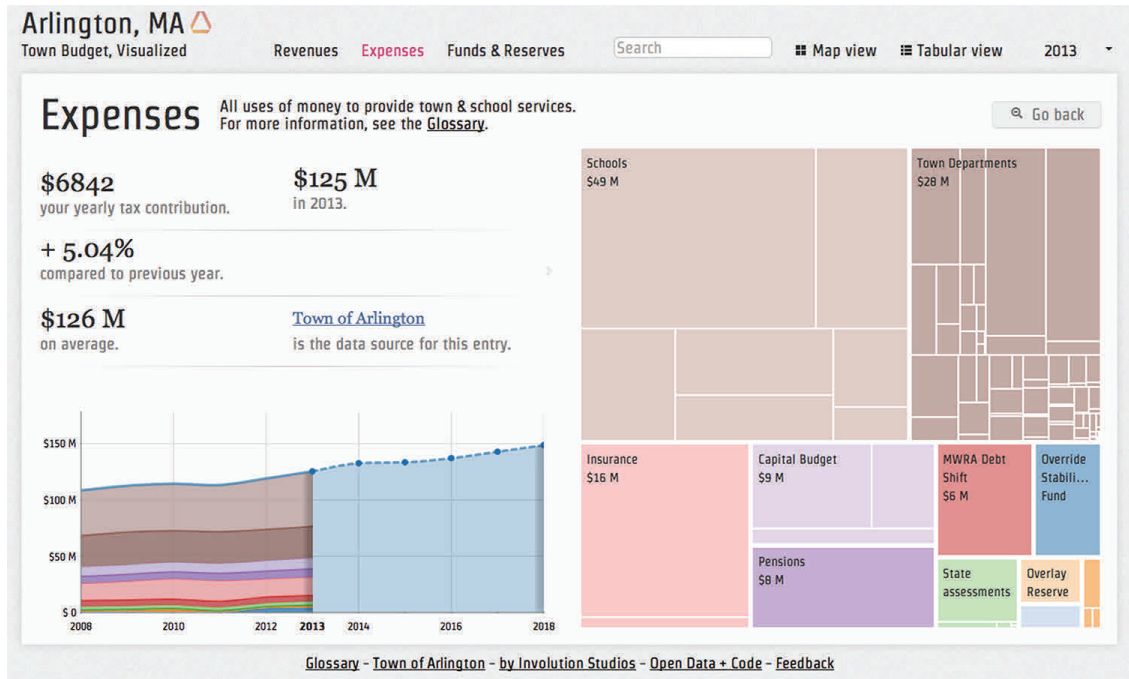 Arlington, MA
Town Budget, Visualized
Revenues
Expenses
Funds & Reserves
Search
Map view
Tabular view
2013
Expenses
All uses of money to provide town & school services.
For more information, see the Glossary.
Go back
$6842
your yearly tax contribution.
$125 M
in 2013.
+ 5.04%
compared to previous year.
$126 M
on average.
Town of Arlington
is the data source for this entry.
$150 M
$100 M
$50 M
$ 0
2008
2010
2012
2013
2014
2016
2018
Schools
$49 M
Town Departments
$28 M
Insurance
$16 M
Capital Budget
$9 M
Pensions
$8 M
MWRA Debt
Shift
$6 M
Override
Stabili...
Fund
State
assessments
Overlay
Reserve
Glossary – Town of Arlington – by Involution Studios – Open Data + Code – Feedback